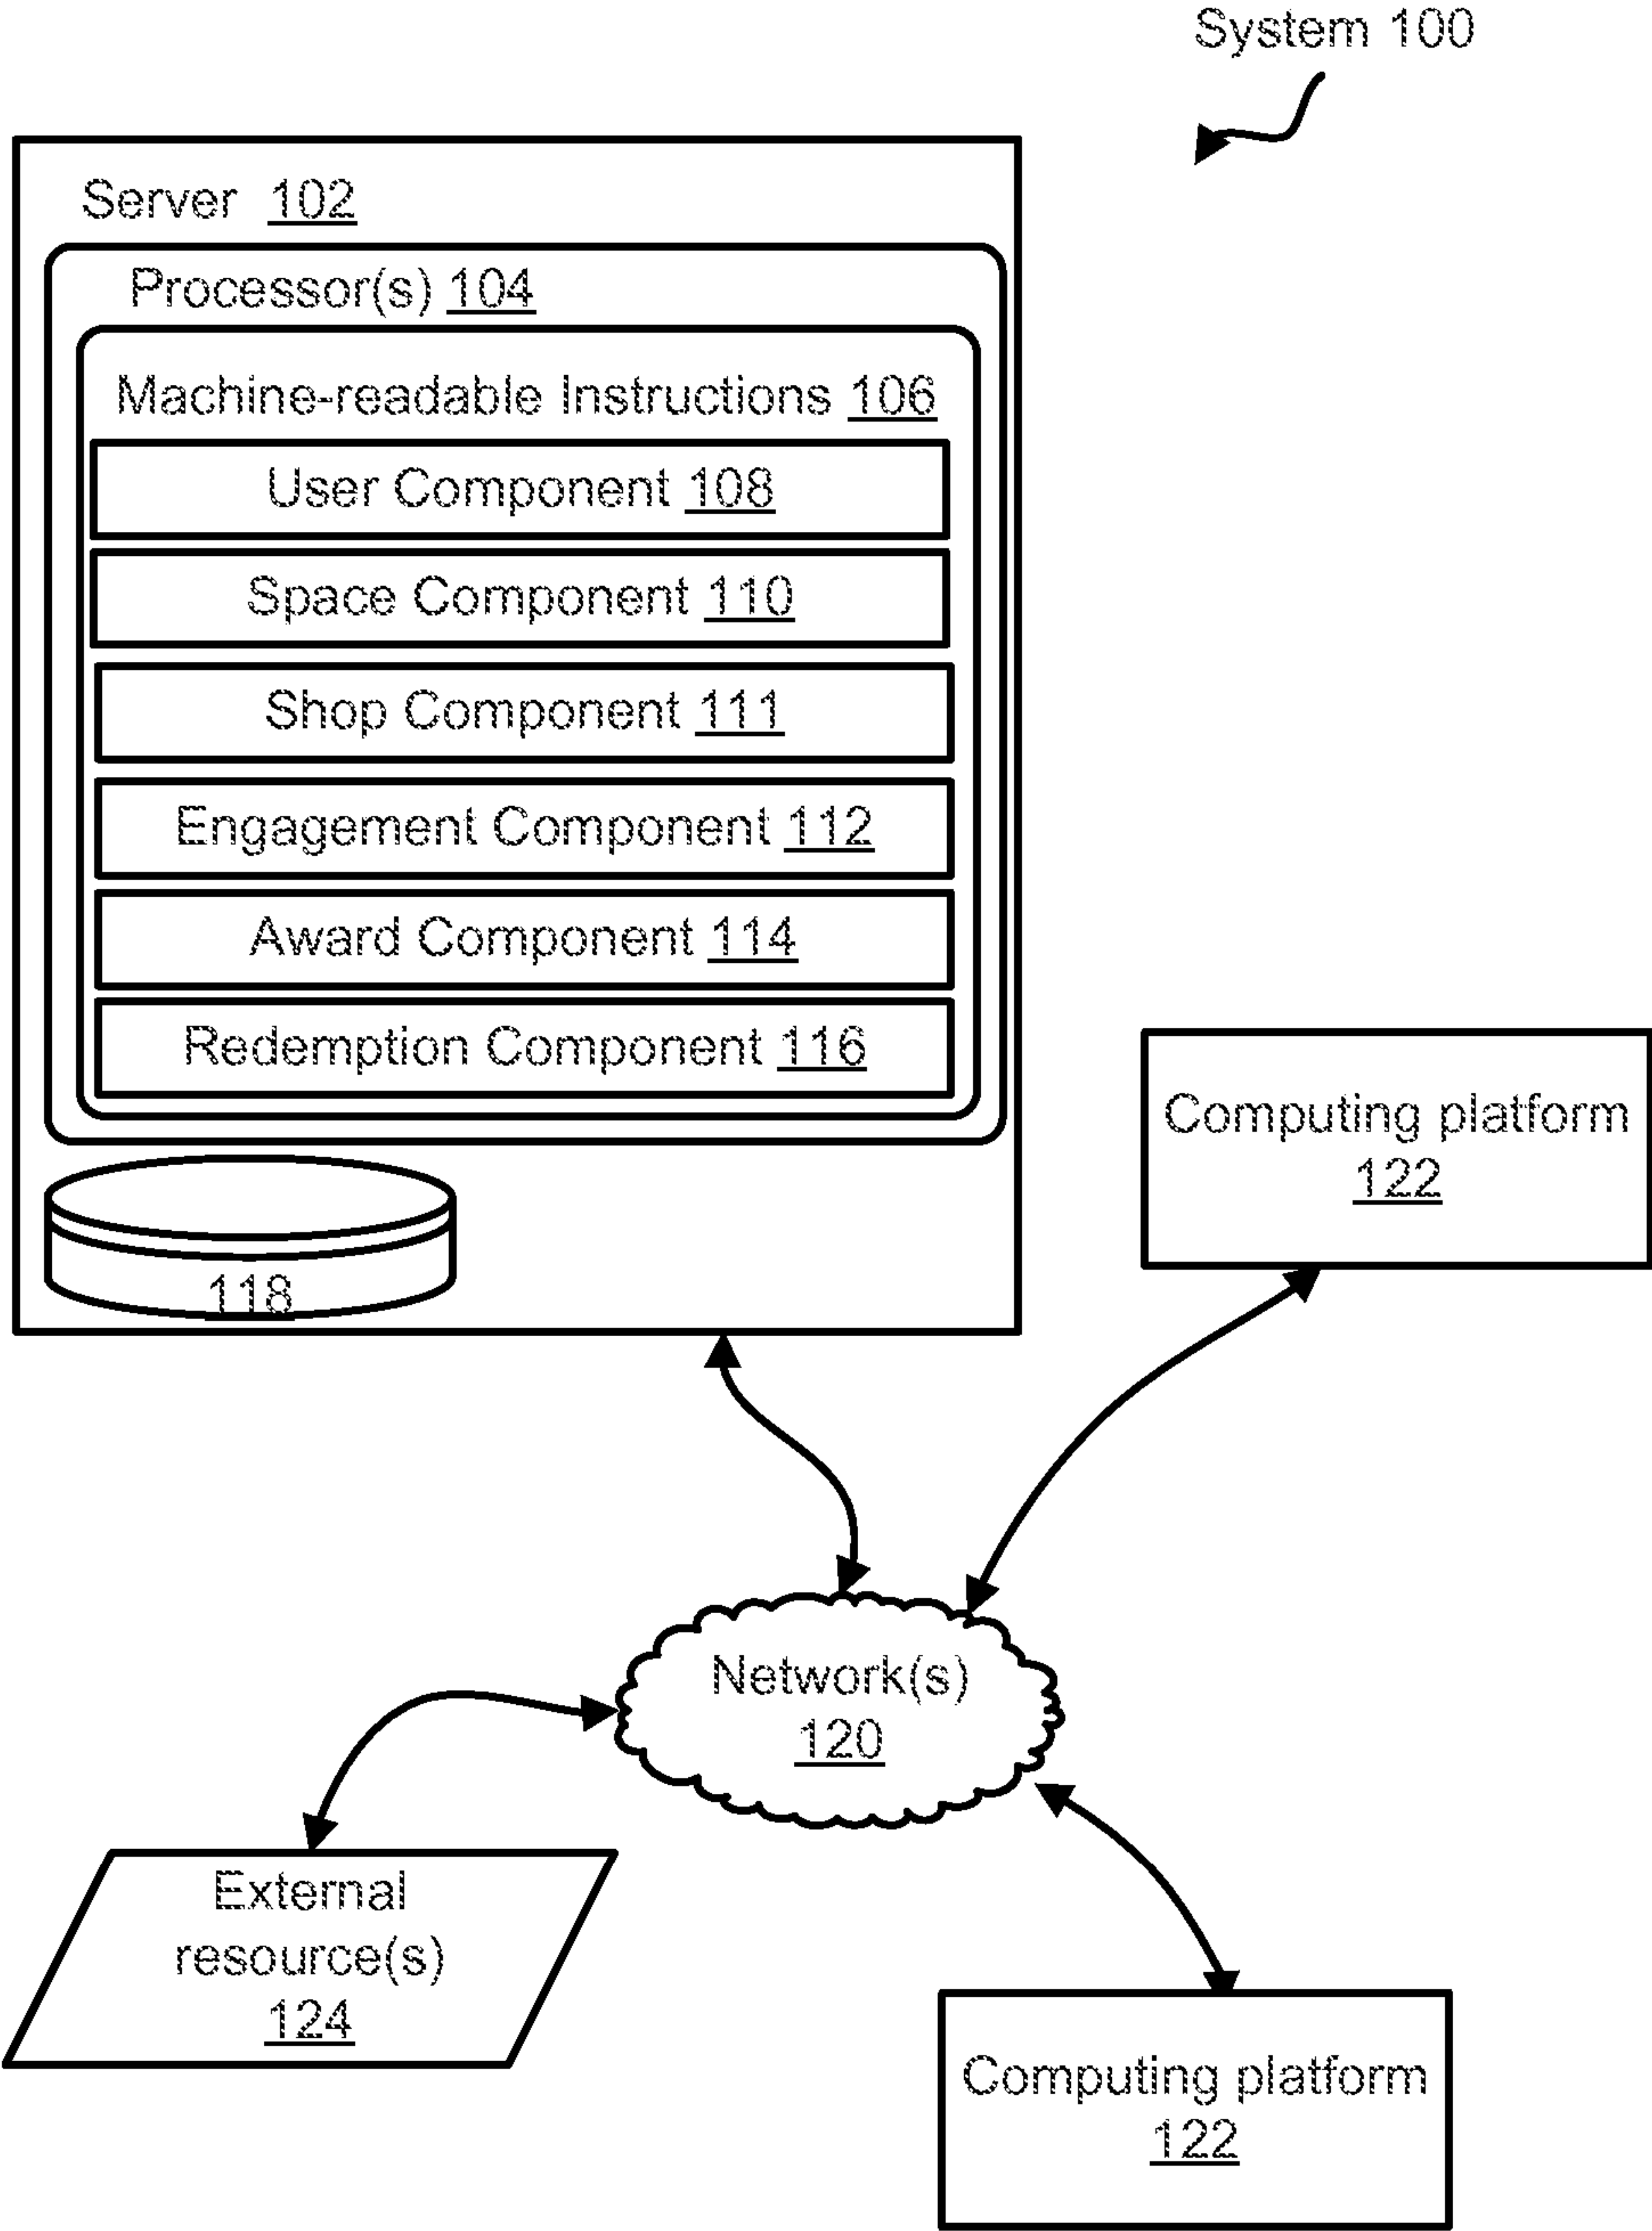 System 100
Server 102
Processor(s) 104
Machine-readable Instructions 106
User Component 108
Space Component 110
Shop Component 111
Engagement Component 112
Award Component 114
Redemption Component 116
118
Computing platform
122
Network(s)
120
External
resource(s)
124
Computing platform
122